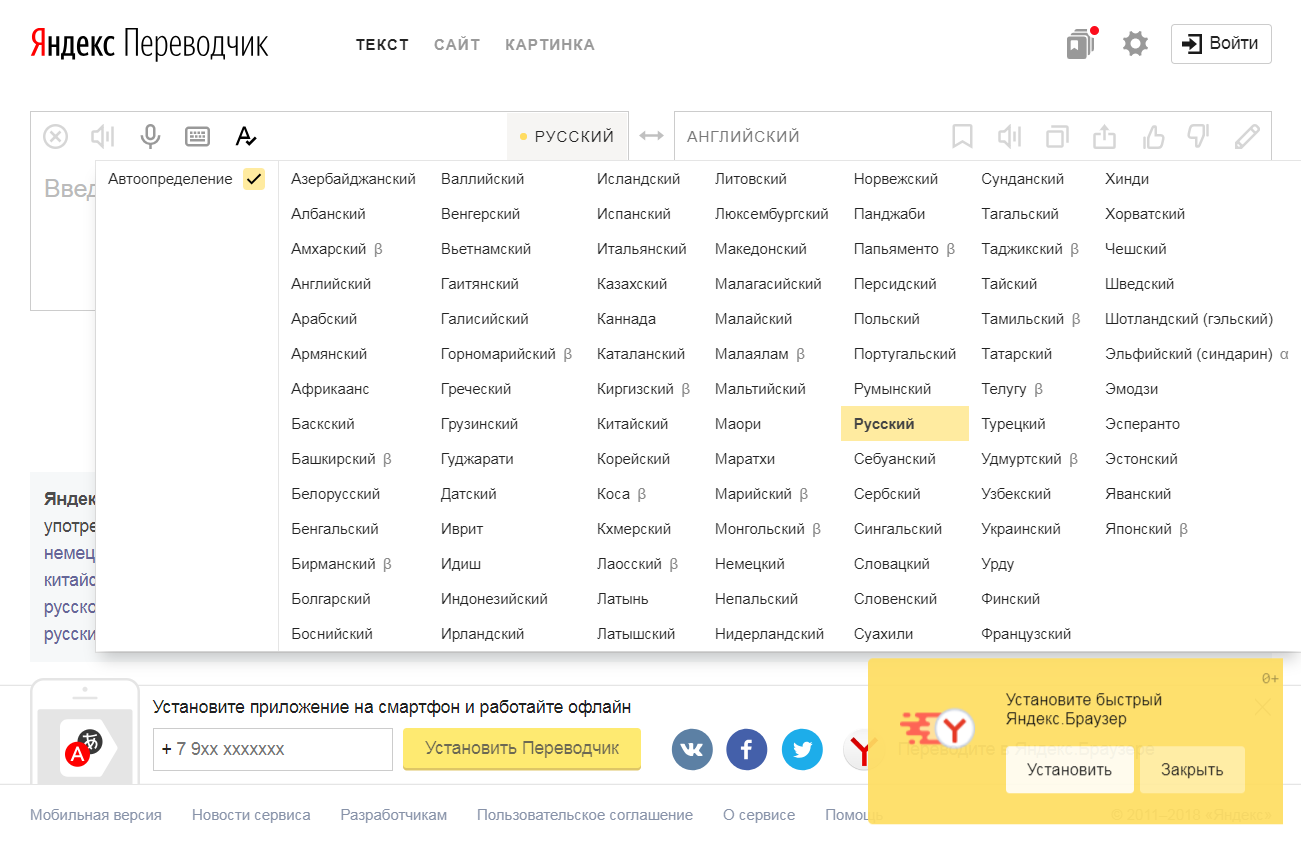 Яндекс Переводчик
ТЕКСТ САЙТ КАРТИНКА
Войти
РУССКИЙ
АНГЛИЙСКИЙ
Введ
Автоопределение
Азербайджанский Валлийский Исландский Литовский Норвежский Сунданский Хинди
Албанский Венгерский Испанский Люксембургский Панджаби Тагальский Хорватский
Амхарский β Вьетнамский Итальянский Македонский Папьяменто β Таджикский β Чешский
Английский Гаитянский Казахский Малагасийский Персидский Тайский Шведский
Арабский Галисийский Каннада Малайский Польский Тамильский β Шотландский (гэльский)
Армянский Горномарийский β Каталанский Малаялам β Португальский Татарский Эльфийский (синдарин) α
Африкаанс Греческий Киргизский β Мальтийский Румынский Телугу β Эмодзи
Баскский Грузинский Китайский Маори Русский Турецкий Эсперанто
Башкирский β Гуджарати Корейский Маратхи Себуанский Удмуртский β Эстонский
Белорусский Датский Коса β Марийский β Сербский Узбекский Яванский
Бенгальский Иврит Кхмерский Монгольский β Сингальский Украинский Японский β
Бирманский β Идиш Лаосский β Немецкий Словацкий Урду
Болгарский Индонезийский Латынь Непальский Словенский Финский
Боснийский Ирландский Латышский Нидерландский Суахили Французский
Яндек
употре
немец
китайс
русско
русски
Установите приложение на смартфон и работайте офлайн
+ 7 9xx xxxxxxx
Установить Переводчик
Переводите в Яндекс.Браузере
0+
Установите быстрый
Яндекс.Браузер
Установить Закрыть
Мобильная версия Новости сервиса Разработчикам Пользовательское соглашение О сервисе Помощь
© 2011–2018 «Яндекс»